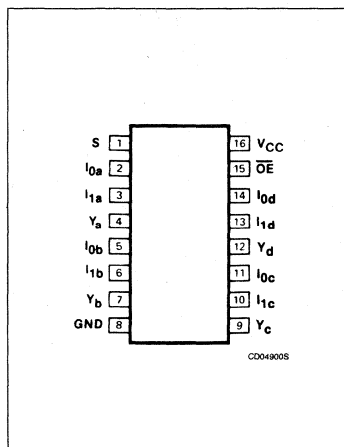 S 1 16 VCC
I0a 2 15 OE
I1a 3 14 I0d
Ya 4 13 I1d
I0b 5 12 Yd
I1b 6 11 I0c
Yb 7 10 I1c
GND 8 9 Yc
CD04900S